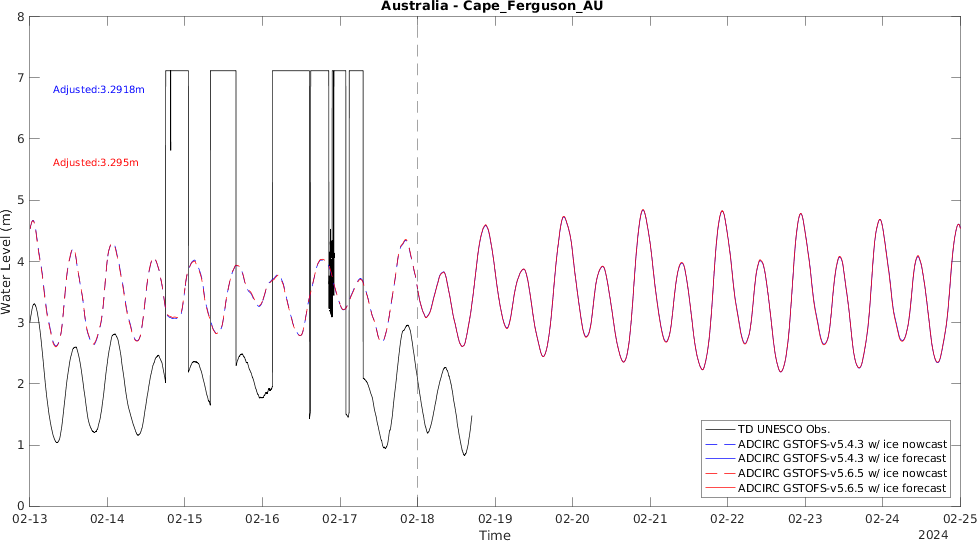 Australia - Cape_Ferguson_AU
8
7
6
5
4
3
2
1
0
Water Level (m)
Adjusted:3.2918m
Adjusted:3.295m
TD UNESCO Obs.
ADCIRC GSTOFS-v5.4.3 w/ ice nowcast
ADCIRC GSTOFS-v5.4.3 w/ ice forecast
ADCIRC GSTOFS-v5.6.5 w/ ice nowcast
ADCIRC GSTOFS-v5.6.5 w/ ice forecast
02-13 02-14 02-15 02-16 02-17 02-18 02-19 02-20 02-21 02-22 02-23 02-24 02-25
Time
2024